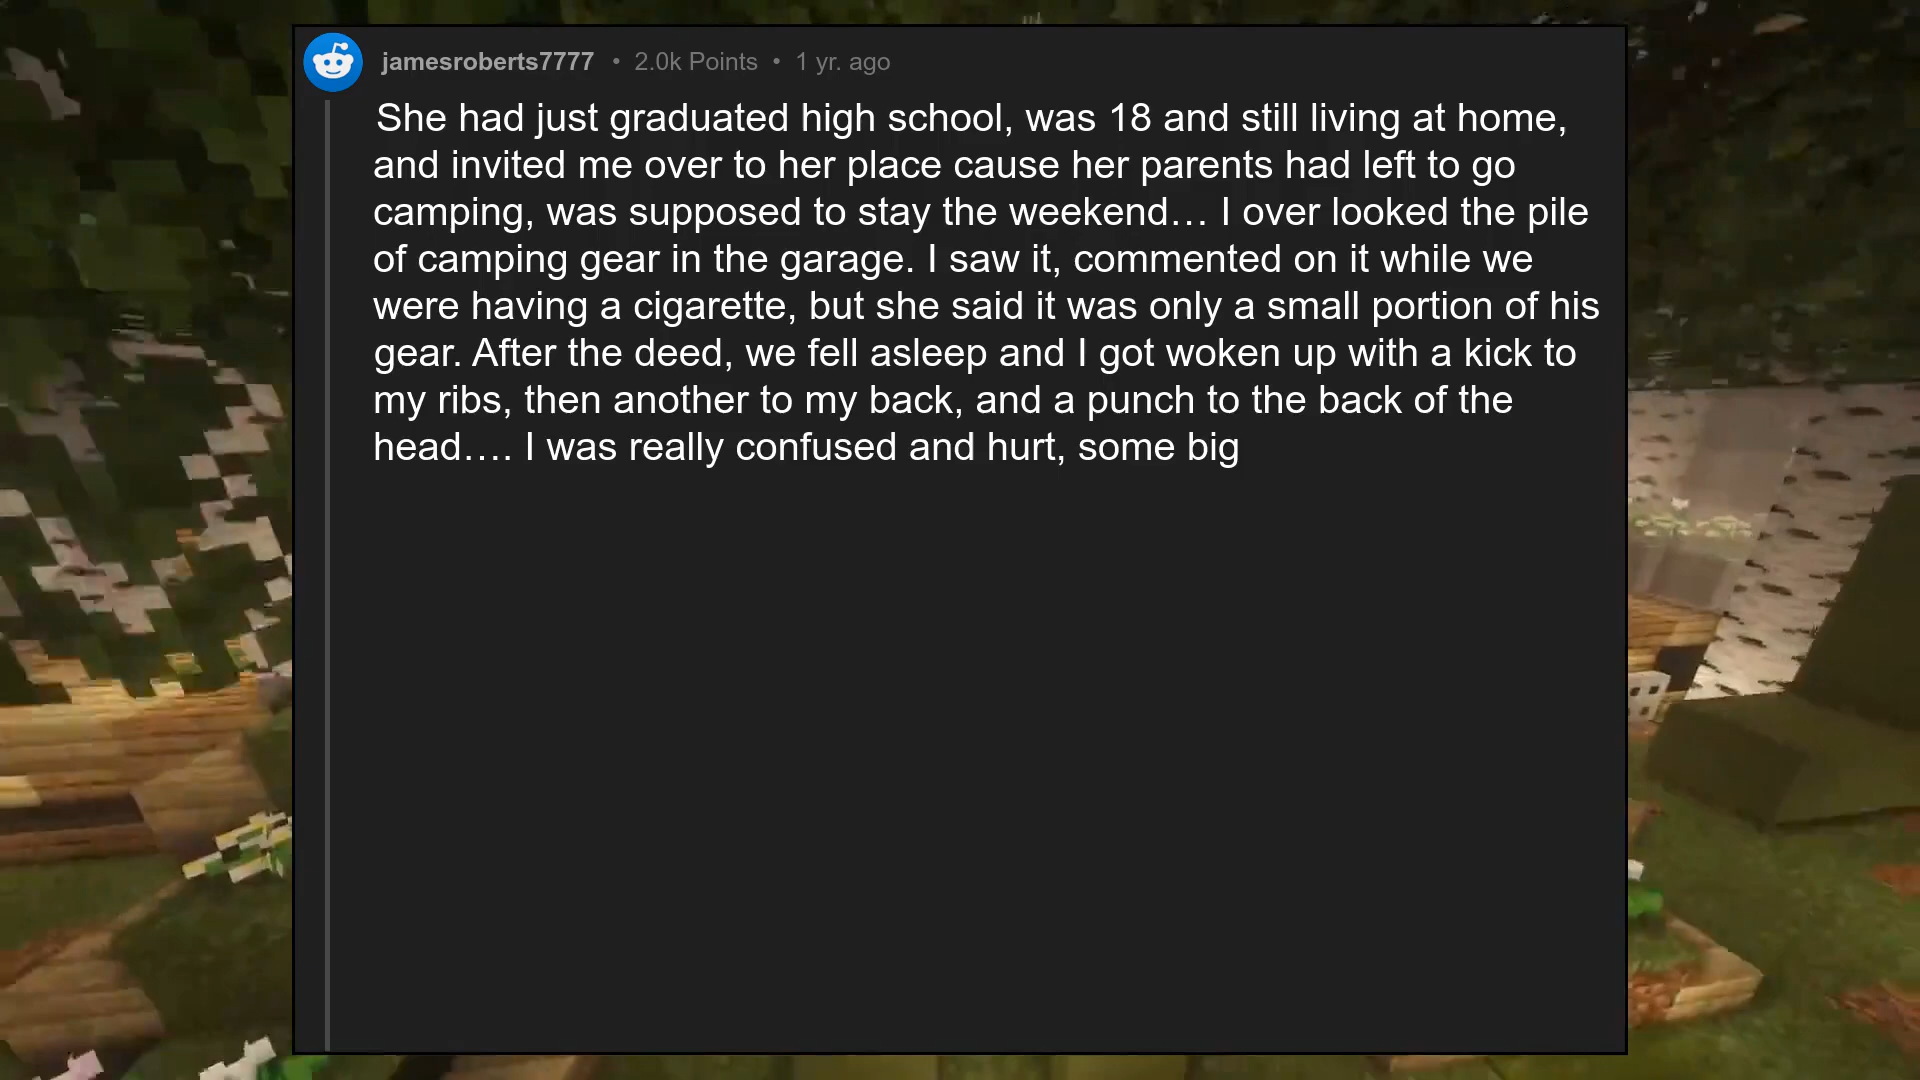 jamesroberts7777 • 2.0k Points • 1 yr. ago
She had just graduated high school, was 18 and still living at home,
and invited me over to her place cause her parents had left to go
camping, was supposed to stay the weekend… I over looked the pile
of camping gear in the garage. I saw it, commented on it while we
were having a cigarette, but she said it was only a small portion of his
gear. After the deed, we fell asleep and I got woken up with a kick to
my ribs, then another to my back, and a punch to the back of the
head…. I was really confused and hurt, some big